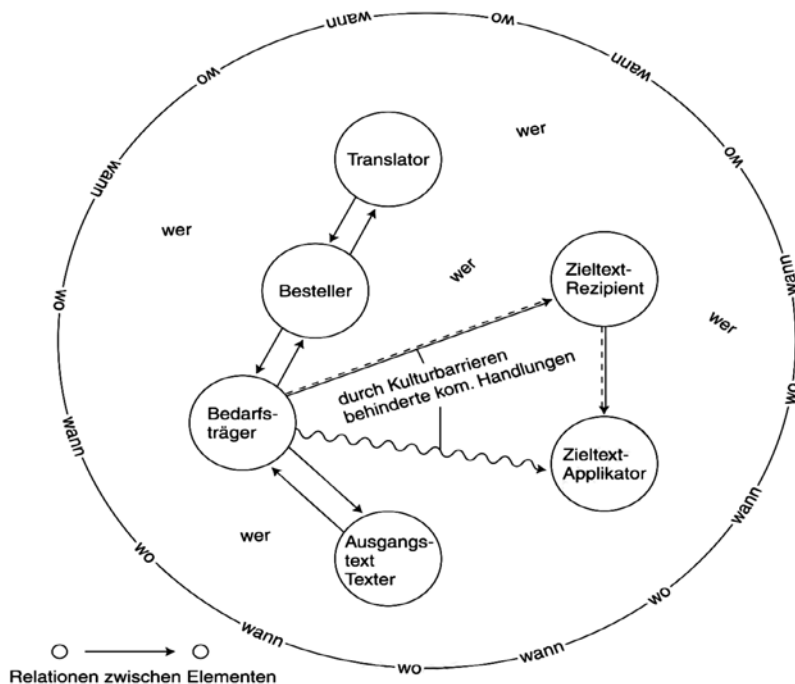 wann
wo
wann
wo
wann
wann
wo
wann
wo
wann
wo
wann
wo
wann
wo
wann
wo
wo
wer
Translator
wer
wer
Besteller
Zieltext-
Rezipient
wer
durch Kulturbarrieren
behinderte kom. Handlungen
Bedarfs-
träger
Zieltext-
Applikator
wer
Ausgangs-
text
Texter
Relationen zwischen Elementen